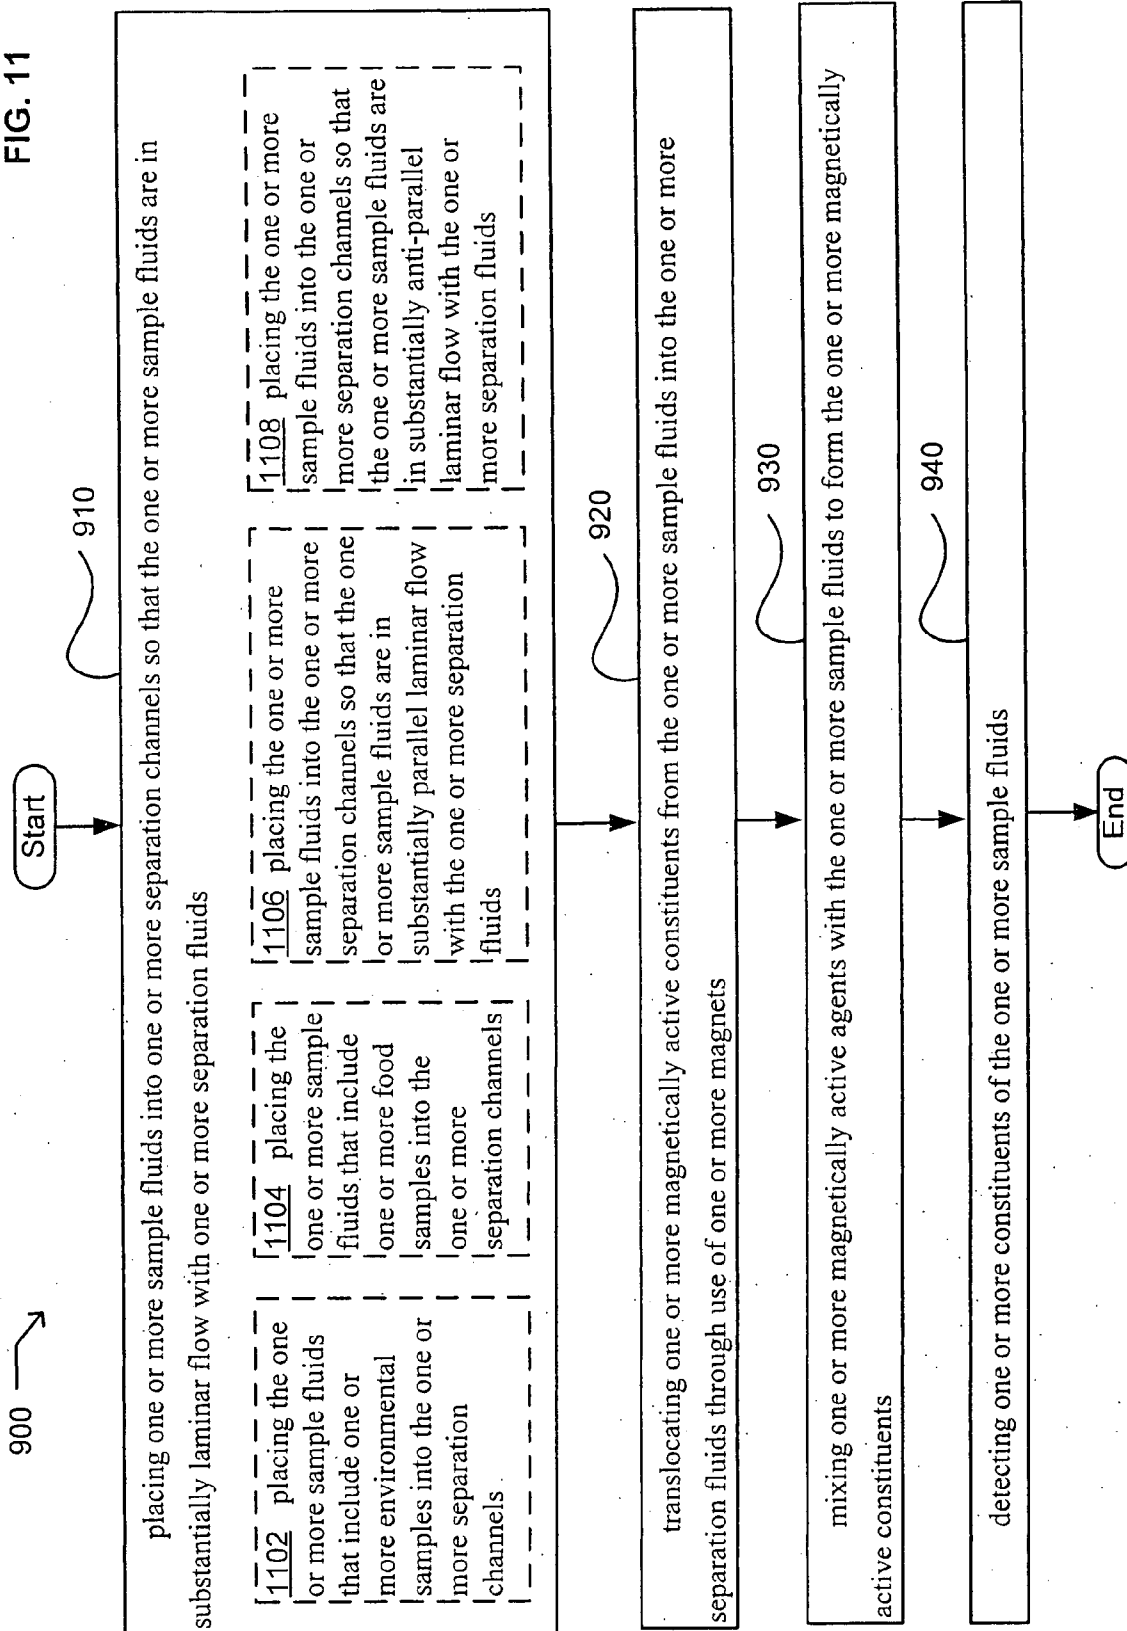 FIG. 11
900
Start
910
placing one or more sample fluids into one or more separation channels so that the one or more sample fluids are in
substantially laminar flow with one or more separation fluids
1102 placing the one
or more sample fluids
that include one or
more environmental
samples into the one or
more separation
channels
1104 placing the
one or more sample
fluids that include
one or more food
samples into the
one or more
separation channels
1106 placing the one or more
sample fluids into the one or more
separation channels so that the one
or more sample fluids are in
substantially parallel laminar flow
with the one or more separation
fluids
1108 placing the one or more
sample fluids into the one or
more separation channels so that
the one or more sample fluids are
in substantially anti-parallel
laminar flow with the one or
more separation fluids
920
translocating one or more magnetically active constituents from the one or more sample fluids into the one or more
separation fluids through use of one or more magnets
930
mixing one or more magnetically active agents with the one or more sample fluids to form the one or more magnetically
active constituents
940
detecting one or more constituents of the one or more sample fluids
End